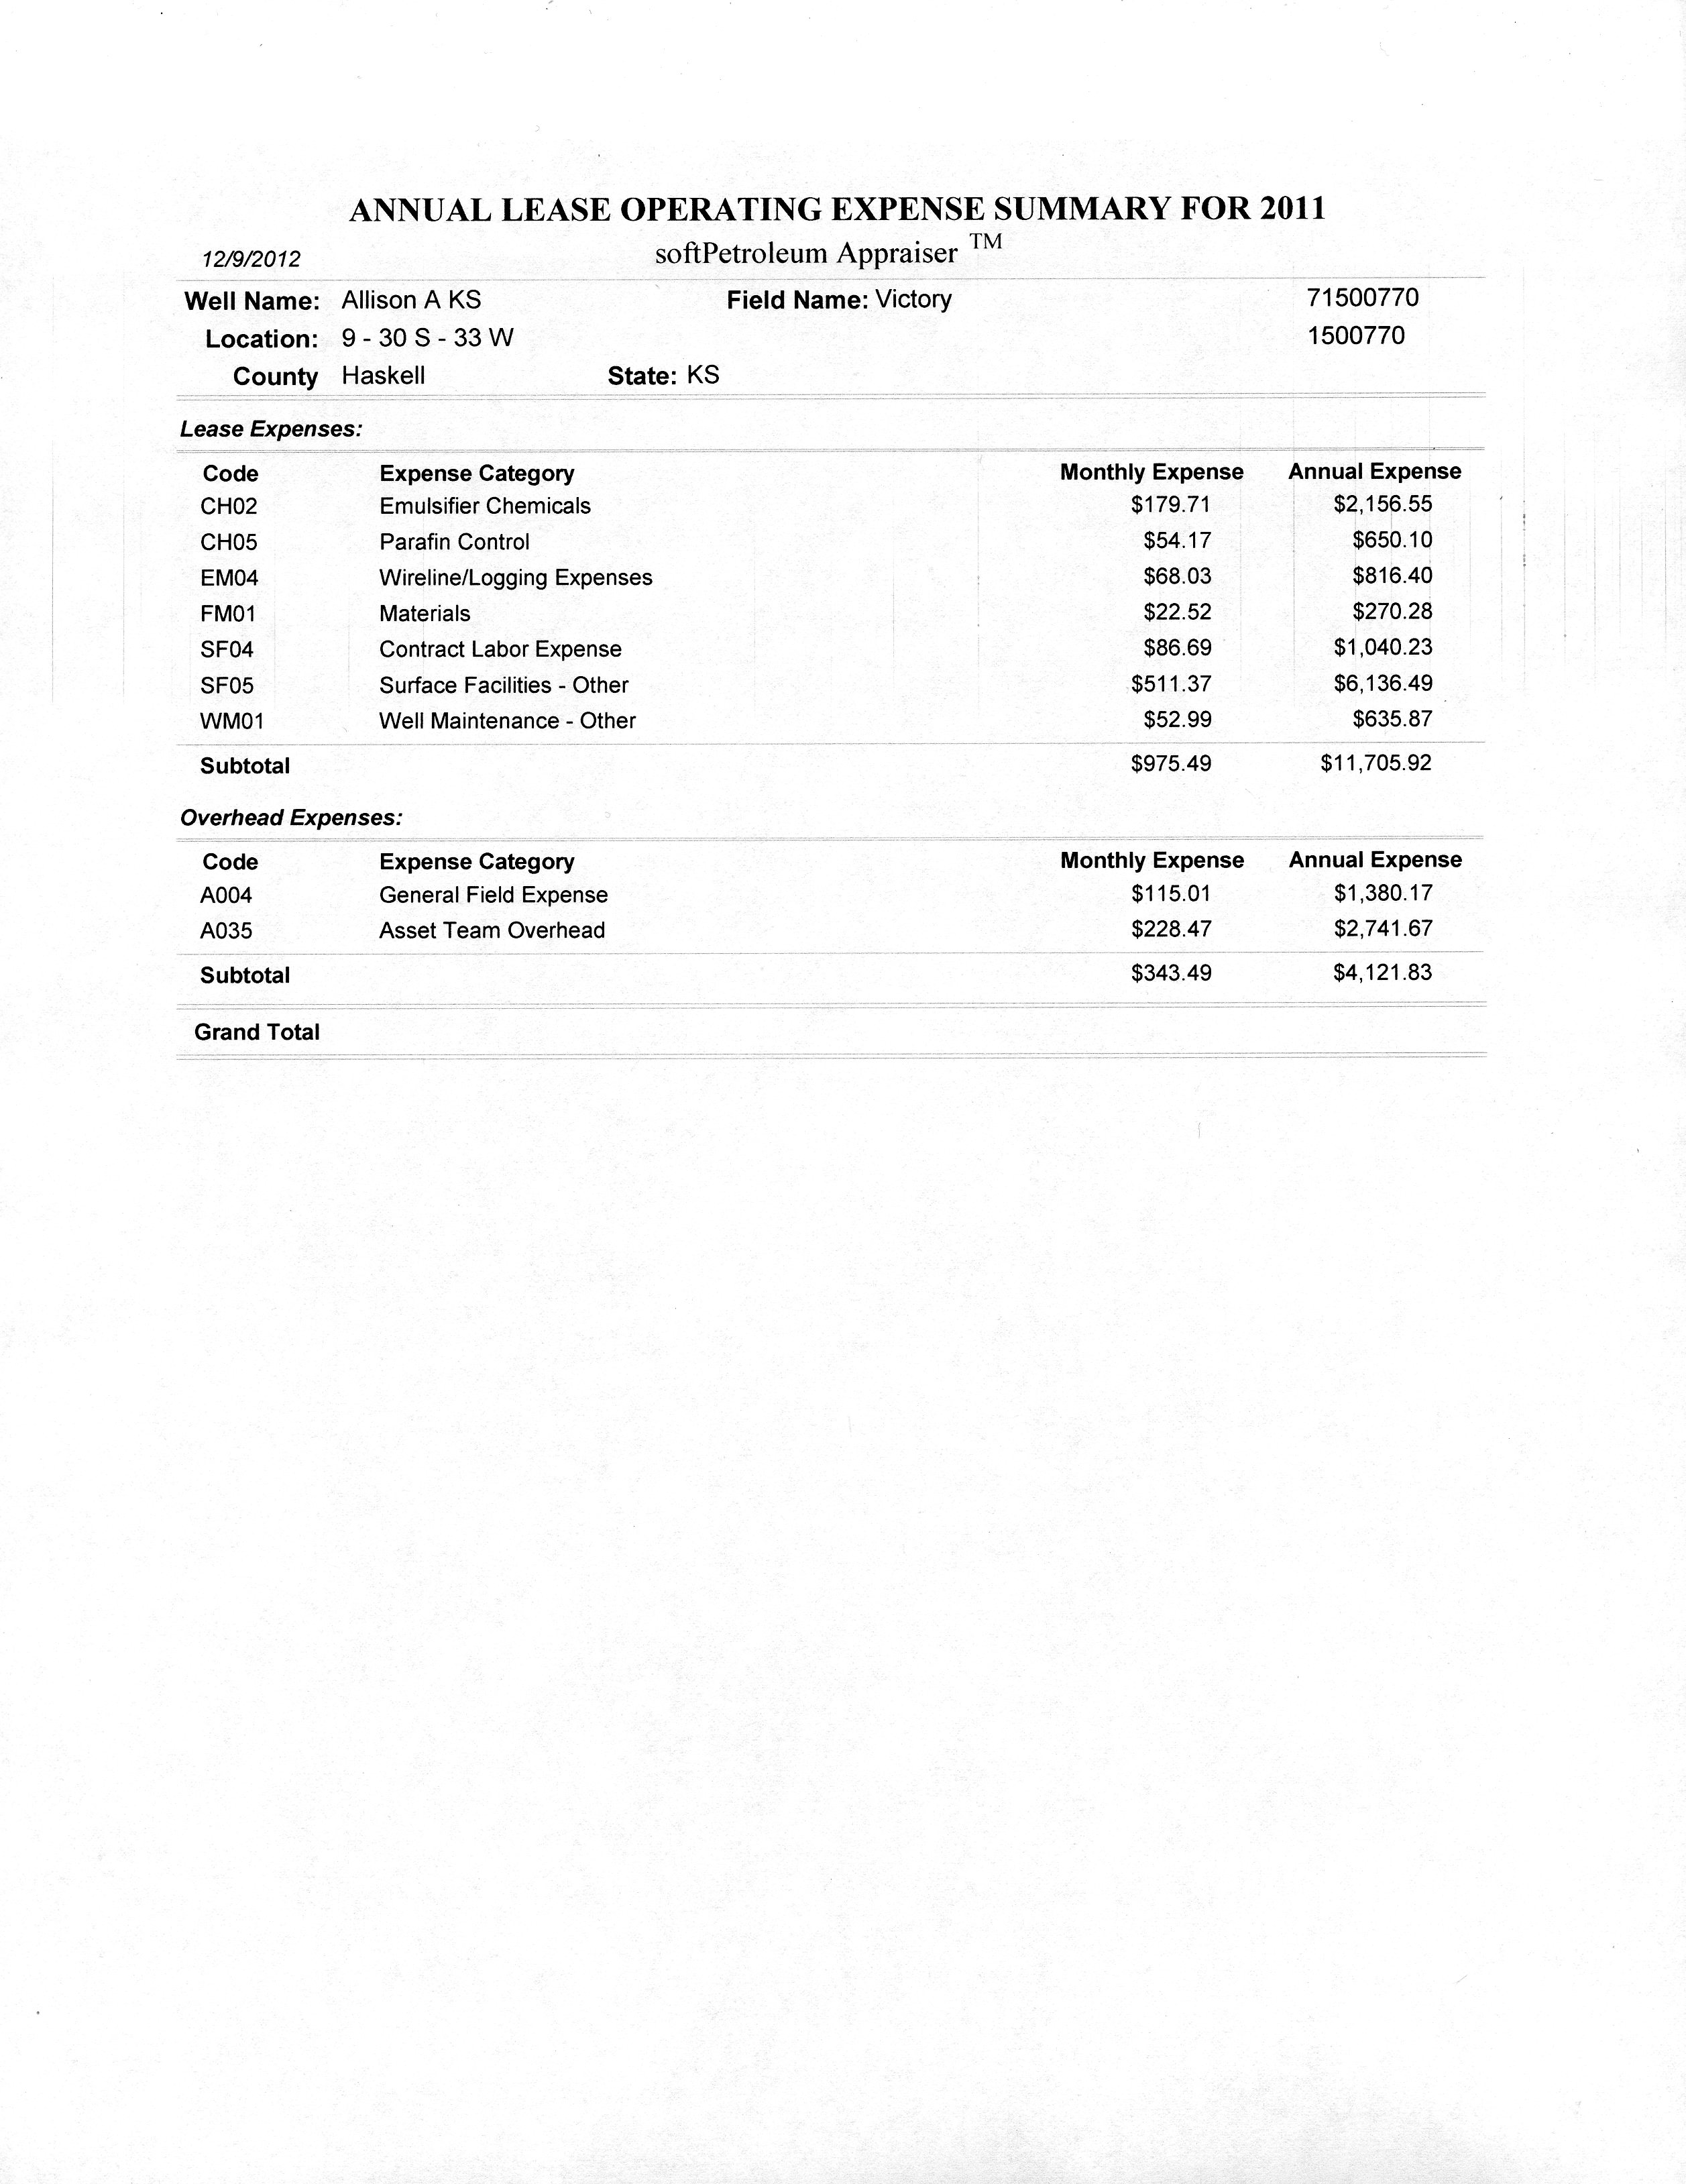 ANNUAL LEASE OPERATING EXPENSE SUMMARY FOR 2011
12/9/2012 softPetroleum Appraiser TM
Well Name: Allison A KS Field Name: Victory 71500770
Location: 9 - 30 S - 33 W 1500770
County Haskell State: KS
Lease Expenses:
Code Expense Category Monthly Expense Annual Expense
CH02 Emulsifier Chemicals $179.71 $2,156.55
CH05 Parafin Control $54.17 $650.10
EM04 Wireline/Logging Expenses $68.03 $816.40
FM01 Materials $22.52 $270.28
SF04 Contract Labor Expense $86.69 $1,040.23
SF05 Surface Facilities - Other $511.37 $6,136.49
WM01 Well Maintenance - Other $52.99 $635.87
Subtotal $975.49 $11,705.92
Overhead Expenses:
Code Expense Category Monthly Expense Annual Expense
A004 General Field Expense $115.01 $1,380.17
A035 Asset Team Overhead $228.47 $2,741.67
Subtotal $343.49 $4,121.83
Grand Total